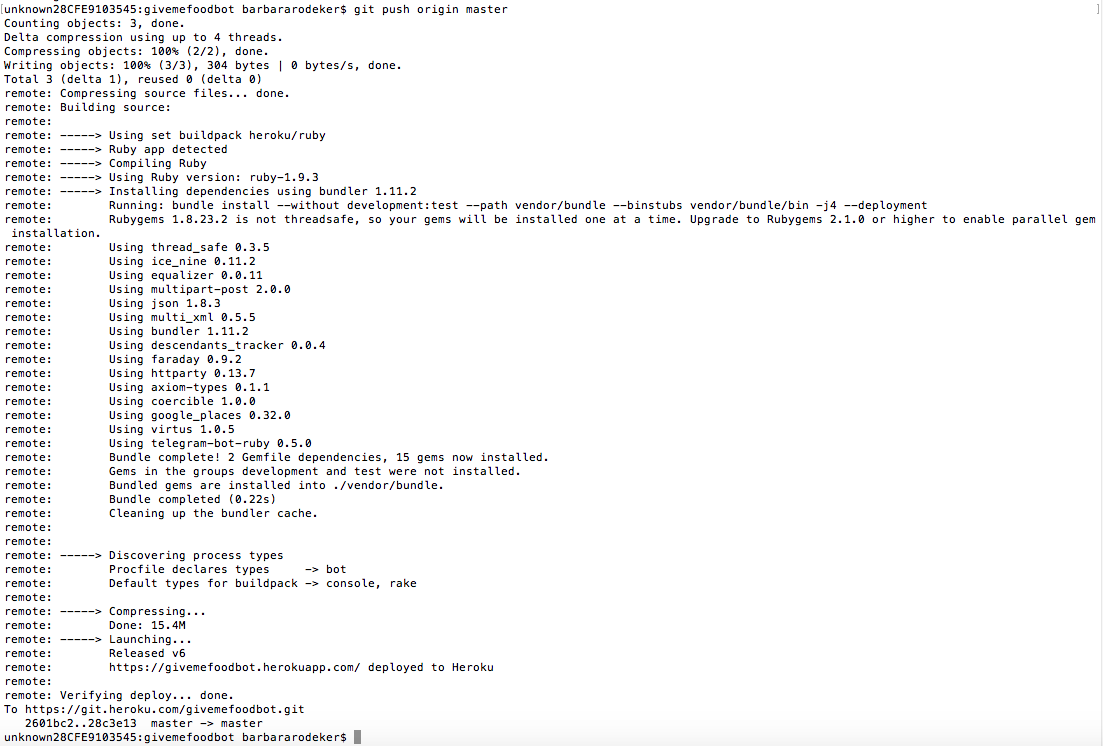 [unknown28CFE9103545:givemefoodbot barbararodeker$ git push origin master ]
Counting objects: 3, done.
Delta compression using up to 4 threads.
Compressing objects: 100% (2/2), done.
Writing objects: 100% (3/3), 304 bytes | 0 bytes/s, done.
Total 3 (delta 1), reused 0 (delta 0)
remote: Compressing source files... done.
remote: Building source:
remote:
remote: -----> Using set buildpack heroku/ruby
remote: -----> Ruby app detected
remote: -----> Compiling Ruby
remote: -----> Using Ruby version: ruby-1.9.3
remote: -----> Installing dependencies using bundler 1.11.2
remote:        Running: bundle install --without development:test --path vendor/bundle --binstubs vendor/bundle/bin -j4 --deployment
remote:        Rubygems 1.8.23.2 is not threadsafe, so your gems will be installed one at a time. Upgrade to Rubygems 2.1.0 or higher to enable parallel gem
 installation.
remote:        Using thread_safe 0.3.5
remote:        Using ice_nine 0.11.2
remote:        Using equalizer 0.0.11
remote:        Using multipart-post 2.0.0
remote:        Using json 1.8.3
remote:        Using multi_xml 0.5.5
remote:        Using bundler 1.11.2
remote:        Using descendants_tracker 0.0.4
remote:        Using faraday 0.9.2
remote:        Using httparty 0.13.7
remote:        Using axiom-types 0.1.1
remote:        Using coercible 1.0.0
remote:        Using google_places 0.32.0
remote:        Using virtus 1.0.5
remote:        Using telegram-bot-ruby 0.5.0
remote:        Bundle complete! 2 Gemfile dependencies, 15 gems now installed.
remote:        Gems in the groups development and test were not installed.
remote:        Bundled gems are installed into ./vendor/bundle.
remote:        Bundle completed (0.22s)
remote:        Cleaning up the bundler cache.
remote:
remote:
remote: -----> Discovering process types
remote:        Procfile declares types     -> bot
remote:        Default types for buildpack -> console, rake
remote:
remote: -----> Compressing...
remote:        Done: 15.4M
remote: -----> Launching...
remote:        Released v6
remote:        https://givemefoodbot.herokuapp.com/ deployed to Heroku
remote:
remote: Verifying deploy... done.
To https://git.heroku.com/givemefoodbot.git
   2601bc2..28c3e13  master -> master
unknown28CFE9103545:givemefoodbot barbararodeker$